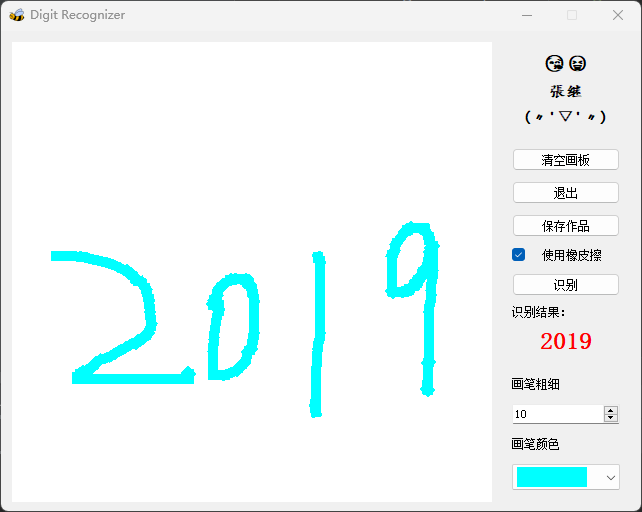 Digit Recognizer
張继
(〃'▽'〃)
清空画板
退出
保存作品
使用橡皮擦
识别
识别结果：
2019
画笔粗细
10
画笔颜色
2019